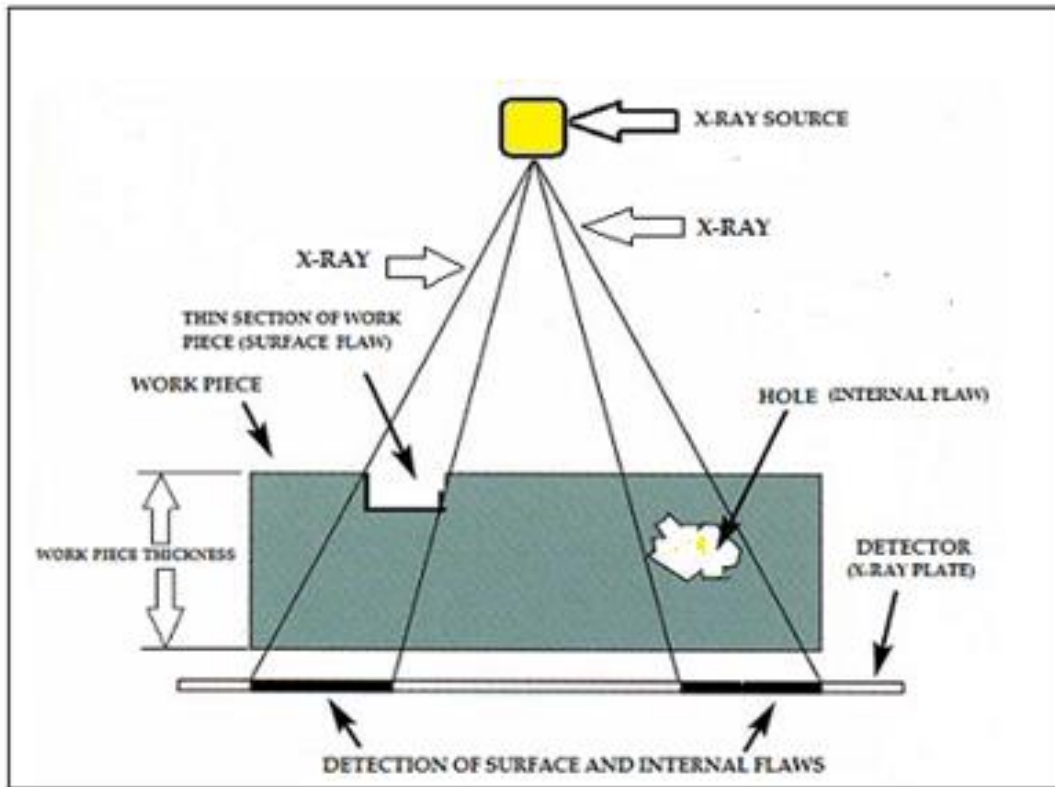 X-RAY SOURCE
X-RAY
X-RAY
THIN SECTION OF WORK
PIECE (SURFACE FLAW)
WORK PIECE
HOLE (INTERNAL FLAW)
WORK PIECE THICKNESS
DETECTOR
(X-RAY PLATE)
DETECTION OF SURFACE AND INTERNAL FLAWS